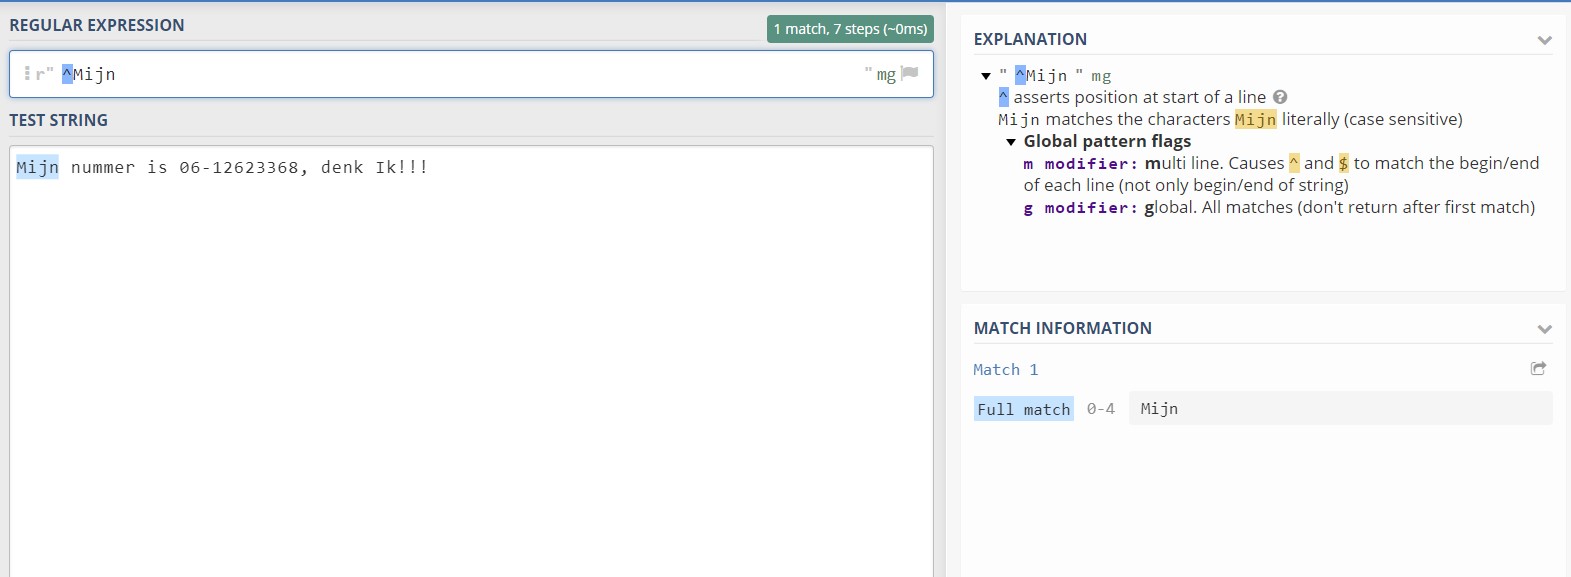 REGULAR EXPRESSION
1 match, 7 steps (~0ms)
r" ^Mijn " mg
TEST STRING
Mijn nummer is 06-12623368, denk Ik!!!
EXPLANATION
" ^Mijn " mg
^ asserts position at start of a line
Mijn matches the characters Mijn literally (case sensitive)
Global pattern flags
m modifier: multi line. Causes ^ and $ to match the begin/end
of each line (not only begin/end of string)
g modifier: global. All matches (don't return after first match)
MATCH INFORMATION
Match 1
Full match 0-4 Mijn